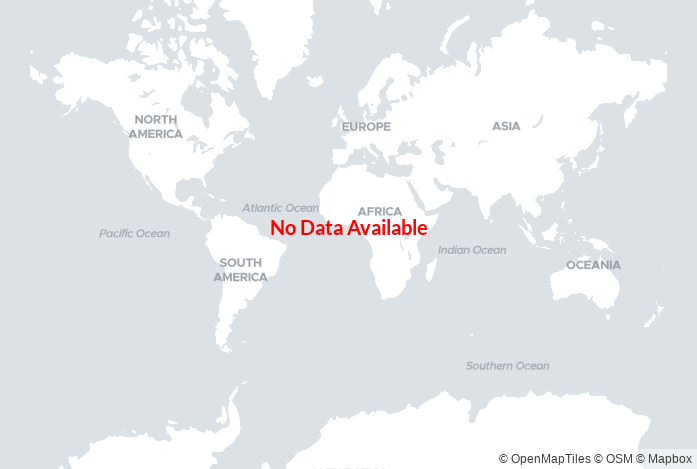 NORTH
AMERICA
EUROPE
ASIA
Atlantic Ocean
AFRICA
No Data Available
Pacific Ocean
Indian Ocean
SOUTH
AMERICA
OCEANIA
Southern Ocean
© OpenMapTiles © OSM © Mapbox